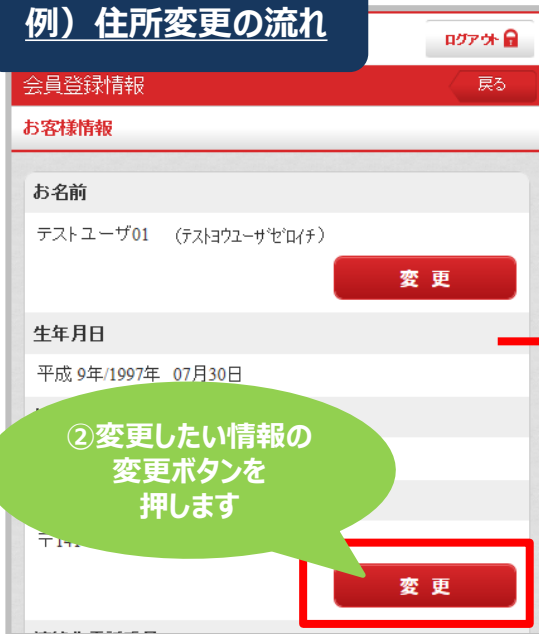 例）住所変更の流れ
ログアウト
会員登録情報
戻る
お客様情報
お名前
テストユーザ01 （ﾃｽﾄﾖｳﾕｰｻﾞｾﾞﾛｲﾁ）
変 更
生年月日
平成 9年/1997年 07月30日
②変更したい情報の
変更ボタンを
押します
変 更